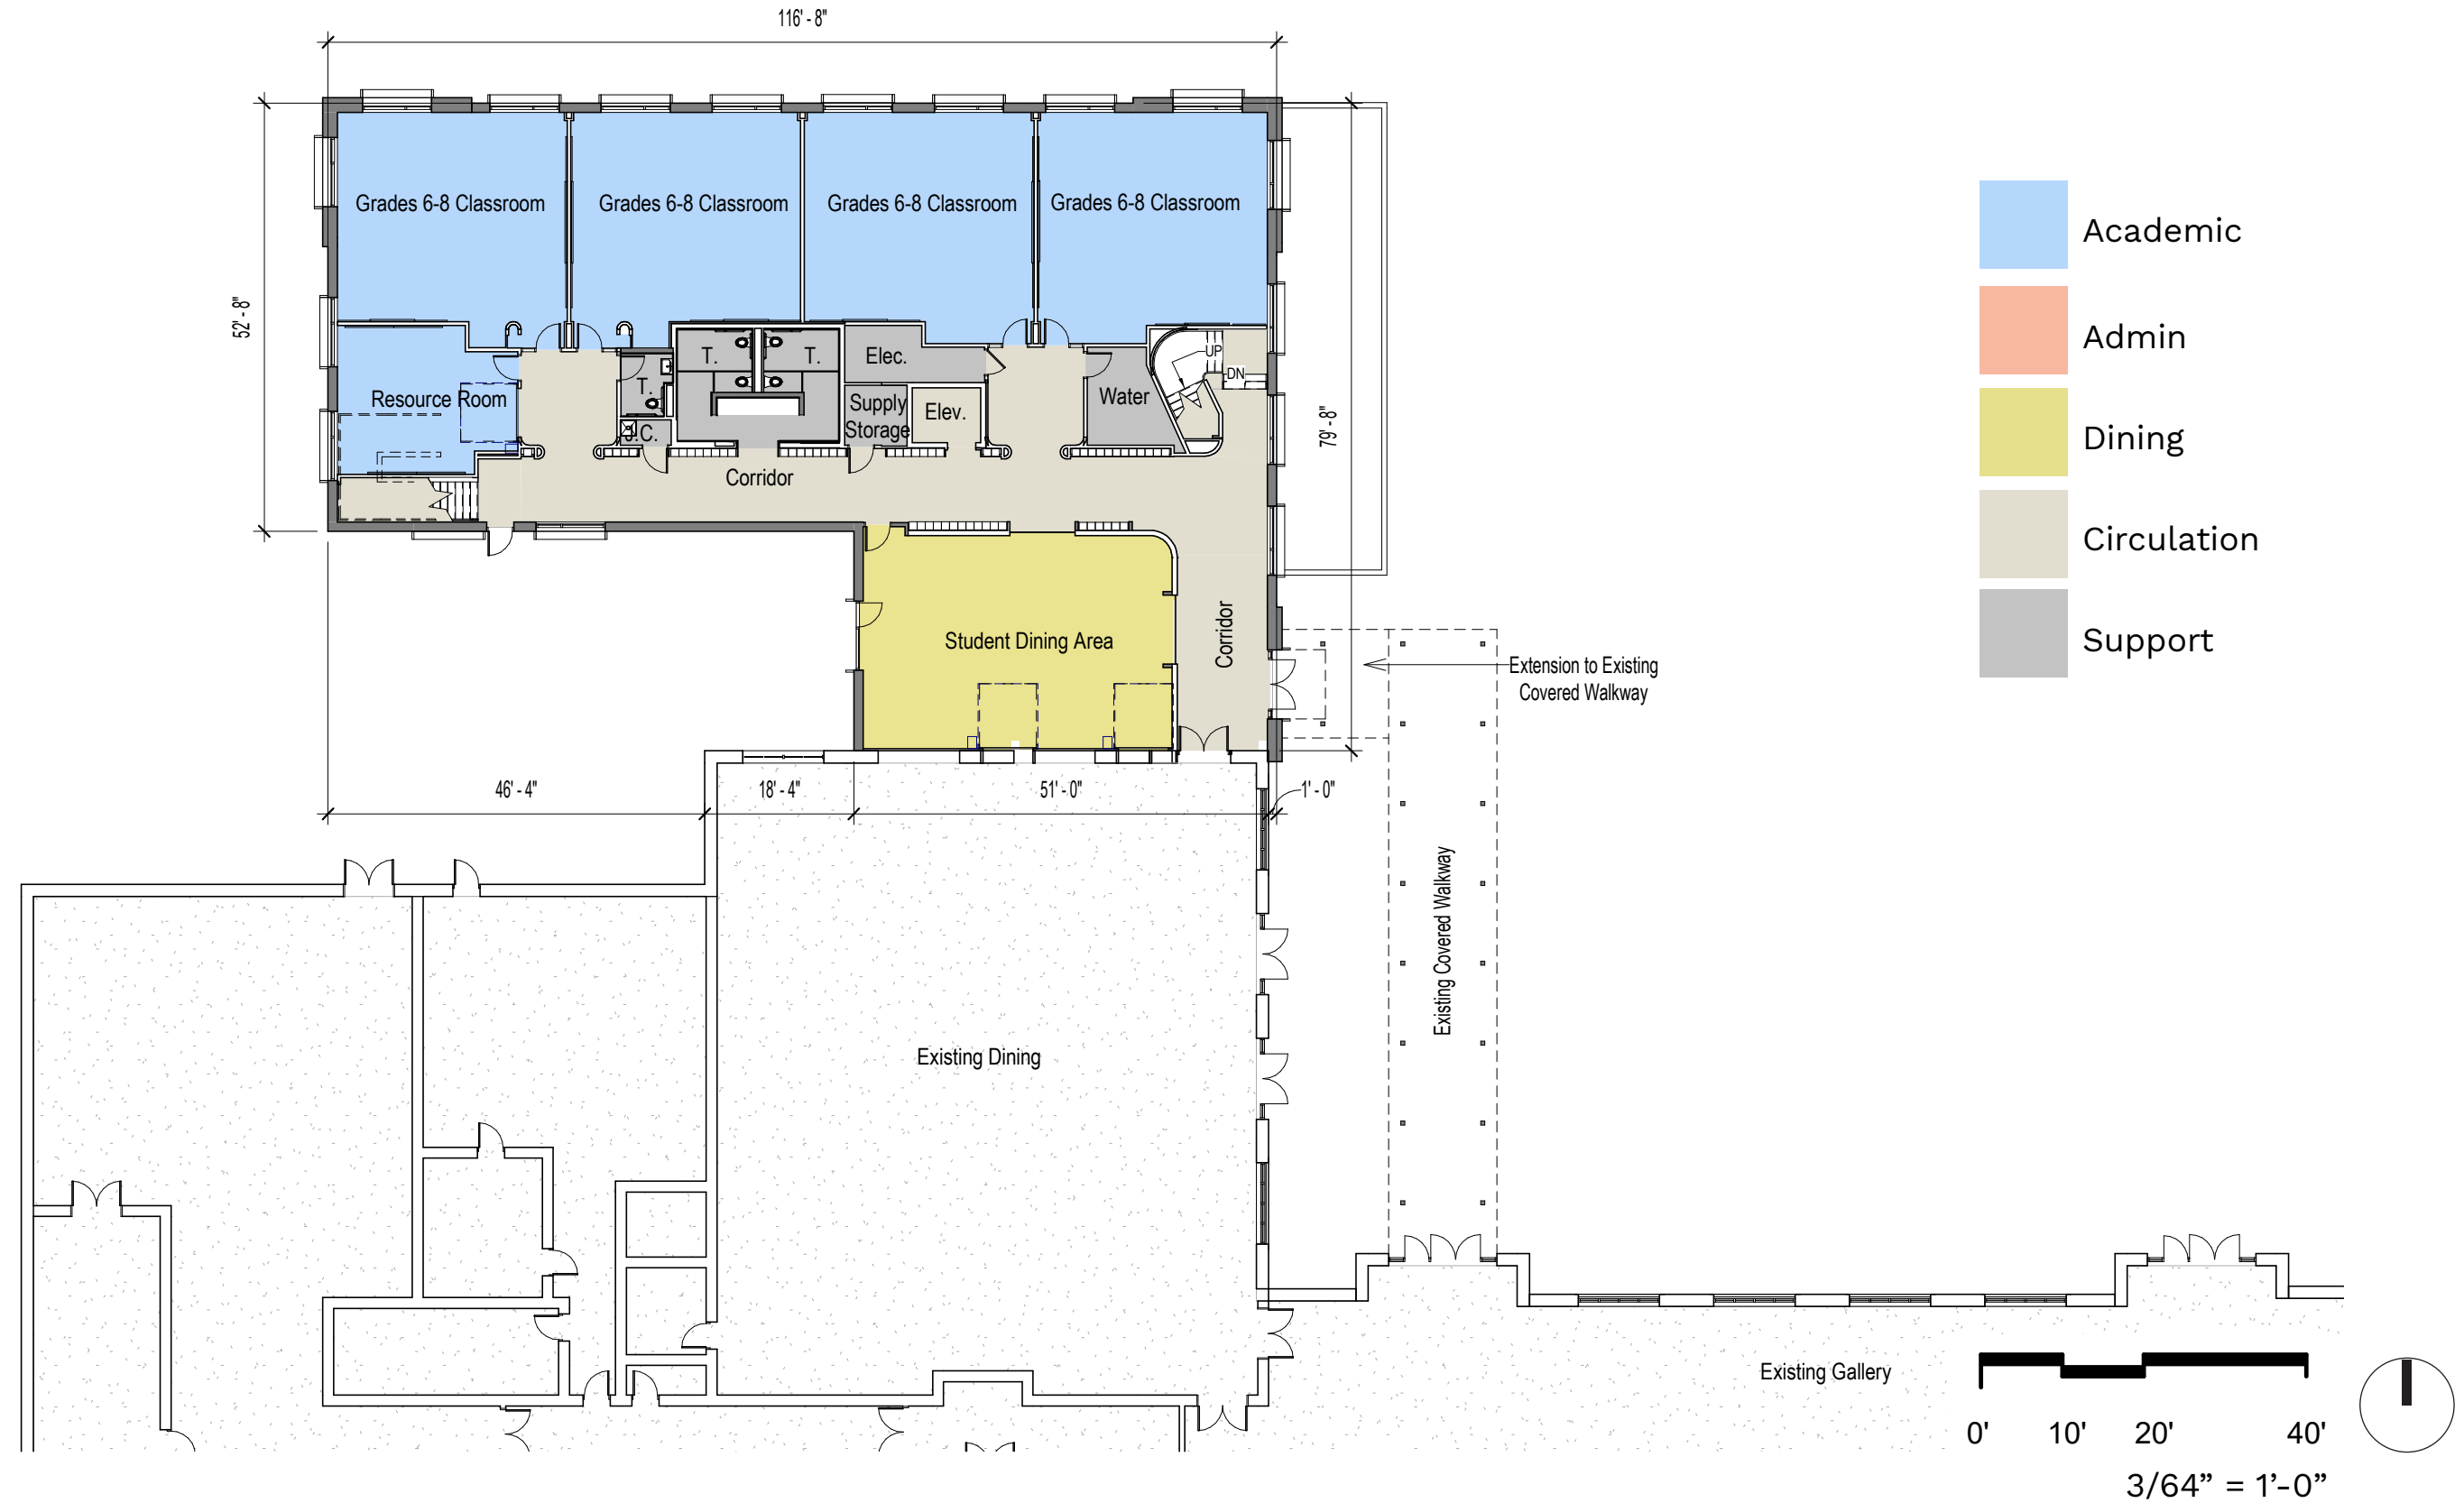 116' - 8"
52' - 8"
79' - 8"
Grades 6-8 Classroom
Grades 6-8 Classroom
Grades 6-8 Classroom
Grades 6-8 Classroom
Resource Room
T.
T.
T.
J.C.
Elec.
Supply
Storage
Elev.
Water
UP
DN
Corridor
Student Dining Area
Corridor
Extension to Existing
Covered Walkway
46' - 4"
18' - 4"
51' - 0"
1' - 0"
Existing Covered Walkway
Existing Dining
Existing Gallery
Academic
Admin
Dining
Circulation
Support
0'
10'
20'
40'
3/64” = 1’-0”